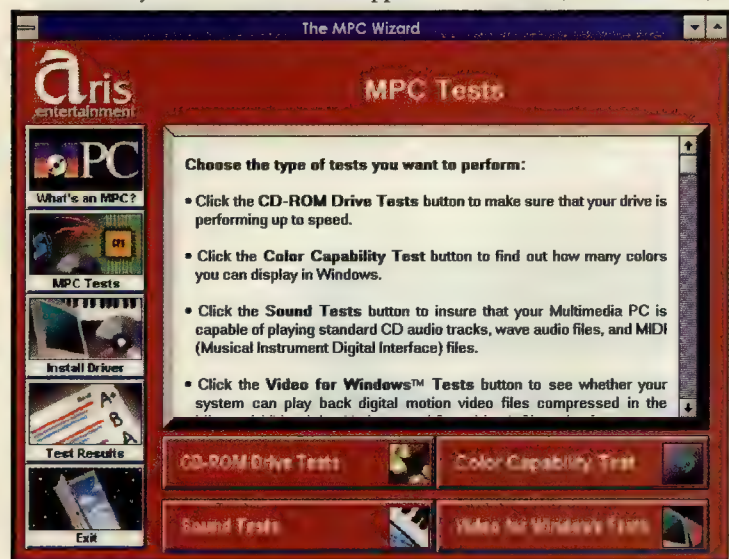 The MPC Wizard
aris
entertainment
MPC Tests
MPC
What's an MPC?
MPC Tests
Install Driver
A+
B
A
Test Results
Exit
Choose the type of tests you want to perform:
• Click the CD-ROM Drive Tests button to make sure that your drive is
performing up to speed.
• Click the Color Capability Test button to find out how many colors
you can display in Windows.
• Click the Sound Tests button to insure that your Multimedia PC is
capable of playing standard CD audio tracks, wave audio files, and MIDI
(Musical Instrument Digital Interface) files.
• Click the Video for Windows™ Tests button to see whether your
system can play back digital motion video files compressed in the
CD-ROM Drive Tests
Color Capability Test
Sound Tests
Video for Windows Tests